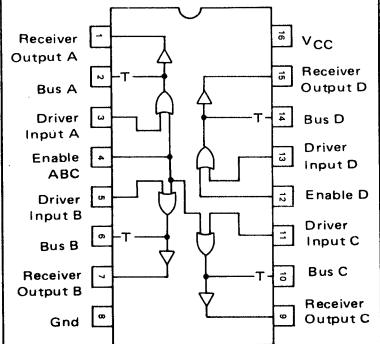 1
Receiver
Output A
2
T
Bus A
3
Driver
Input A
4
Enable
ABC
5
Driver
Input B
6
T
Bus B
7
Receiver
Output B
8
Gnd
16
VCC
15
Receiver
Output D
14
T
Bus D
13
Driver
Input D
12
Enable D
11
Driver
Input C
10
T
Bus C
9
Receiver
Output C